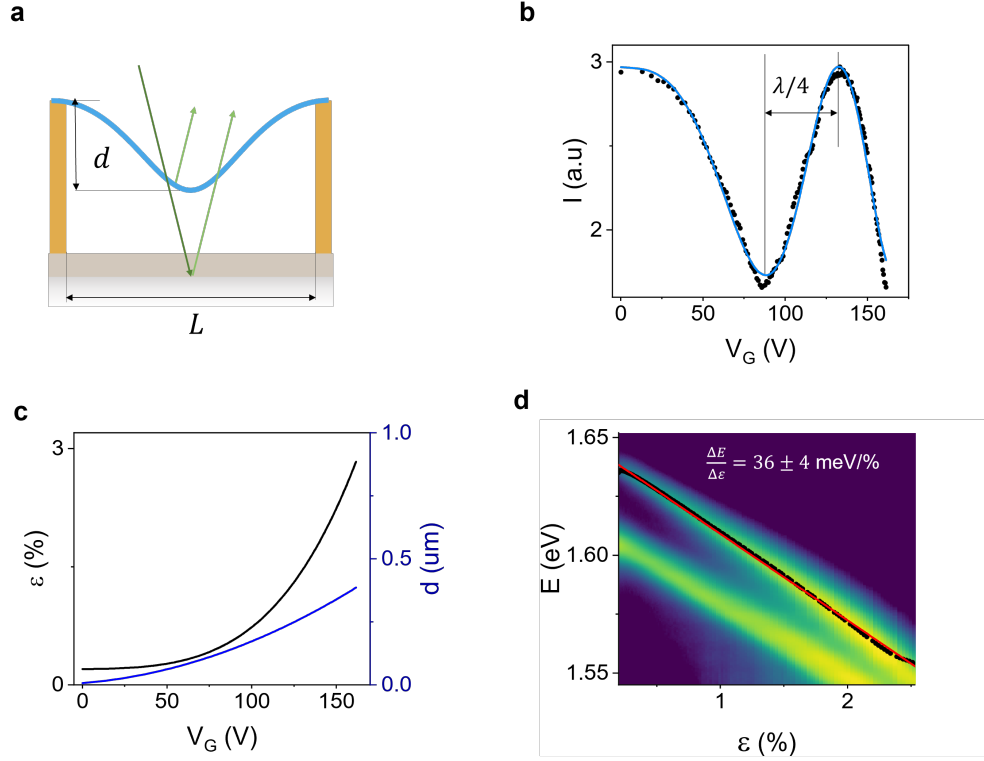 a
d
L
b
3
2
I (a.u)
λ/4
0
50
100
150
V_G (V)
c
3
0
ε (%)
1.0
0.5
0.0
d (um)
0
50
100
150
V_G (V)
d
1.65
1.60
1.55
E (eV)
ΔE/Δε = 36 ± 4 meV/%
1
2
ε (%)